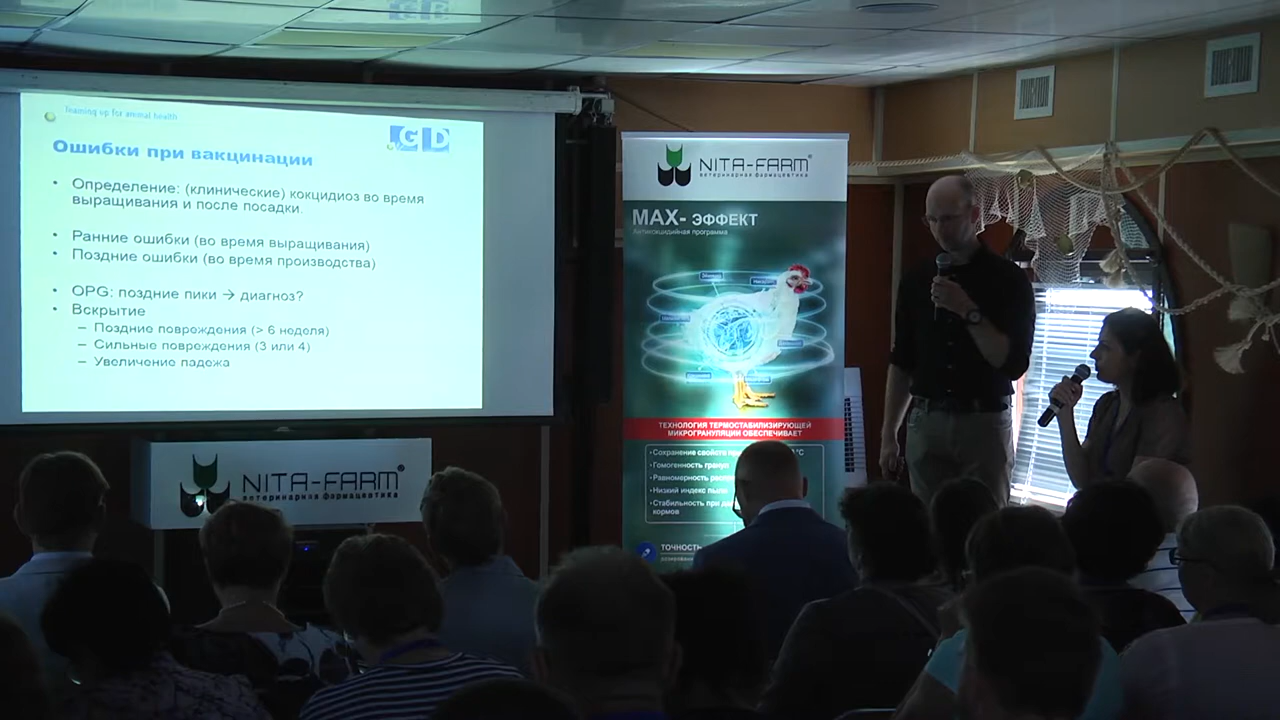 Teaming up for animal health
GD
Ошибки при вакцинации
• Определение: (клинические) кокцидиоз во время
выращивания и после посадки.
• Ранние ошибки (во время выращивания)
• Поздние ошибки (во время производства)
• OPG: поздние пики → диагноз?
• Вскрытие
– Поздние повреждения (> 6 неделя)
– Сильные повреждения (3 или 4)
– Увеличение падежа
NITA-FARM®
ветеринарная фармацевтика
NITA-FARM®
ветеринарная фармацевтика
MAX- ЭФФЕКТ
Антикокцидийная программа
ТЕХНОЛОГИЯ ТЕРМОСТАБИЛИЗИРУЮЩЕЙ
МИКРОГРАНУЛЯЦИИ ОБЕСПЕЧИВАЕТ
• Сохранение свойств °C
• Гомогенность гранул
• Равномерность
• Низкий индекс
• Стабильность при
кормов
ТОЧНОСТЬ